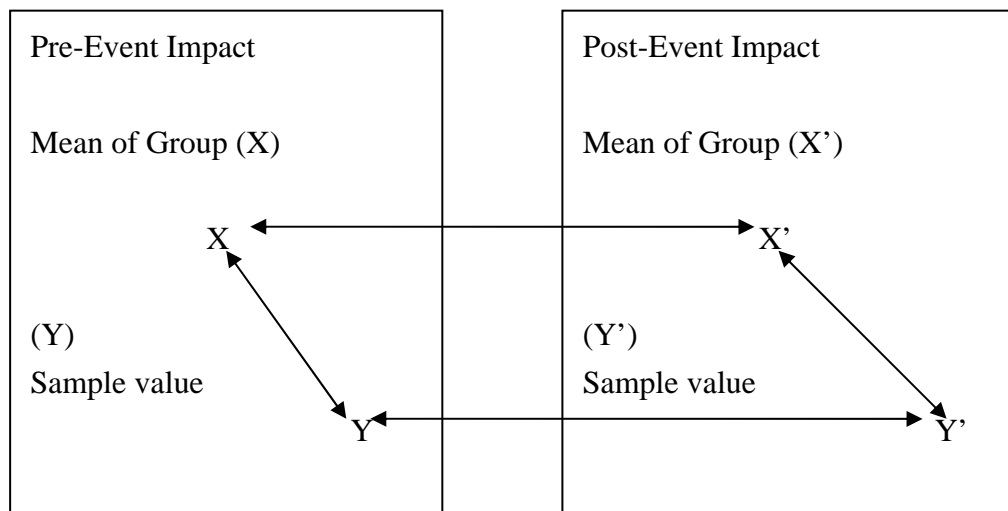 Pre-Event Impact
Mean of Group (X)
X
(Y)
Sample value
Y
Post-Event Impact
Mean of Group (X’)
X’
(Y’)
Sample value
Y’